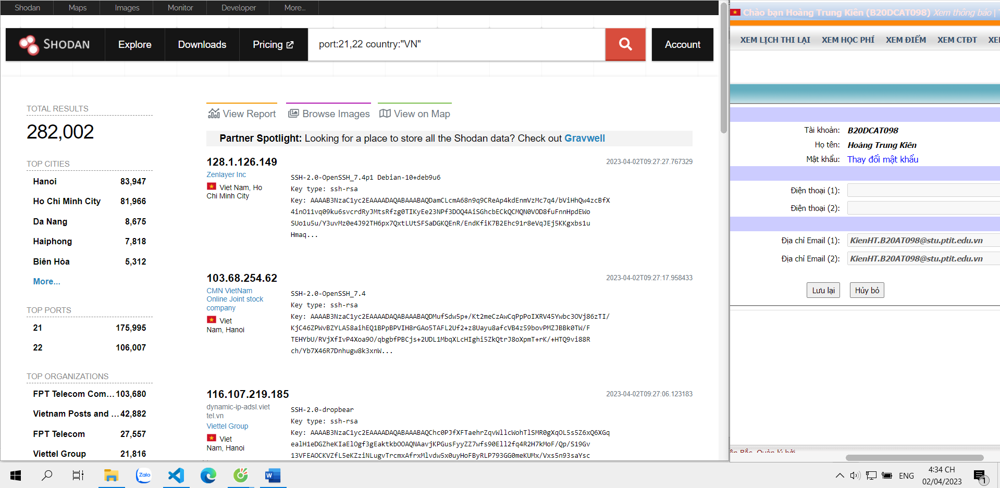 Shodan
Maps
Images
Monitor
Developer
More...
SHODAN
Explore
Downloads
Pricing
port:21,22 country:"VN"
Account
TOTAL RESULTS
282,002
TOP CITIES
Hanoi 83,947
Ho Chi Minh City 81,966
Da Nang 8,675
Haiphong 7,818
Biên Hòa 5,312
More...
TOP PORTS
21 175,995
22 106,007
TOP ORGANIZATIONS
FPT Telecom Com... 103,680
Vietnam Posts and ... 42,882
FPT Telecom 27,557
Viettel Group 21,816
View Report
Browse Images
View on Map
Partner Spotlight: Looking for a place to store all the Shodan data? Check out Gravwell
128.1.126.149
2023-04-02T09:27:27.767329
Zenlayer Inc
Viet Nam, Ho
Chi Minh City
SSH-2.0-OpenSSH_7.4p1 Debian-10+deb9u6
Key type: ssh-rsa
Key: AAAAB3NzaC1yc2EAAAADAQABAAABAQDamCLcmA68n9q9CReAp4kdEnmVzMc7q4/bViHhQw4zcBfX
4inO11vq09ku6svcrdRyJMtsRfzg0TIKyEe23NPf3DOQ4AiSGhcbECkQCMQN0VOD8fuFnnHpdEWo
SUo1u5u/Y3uvMz0e4J92TH6px7QxtLUtSFSaDGKQEnR/EndKfiK7B2Ehc91r8eVqJEj5KKgxbs1u
Hmaq...
103.68.254.62
2023-04-02T09:27:17.958433
CMN VietNam
Online Joint stock
company
Viet
Nam, Hanoi
SSH-2.0-OpenSSH_7.4
Key type: ssh-rsa
Key: AAAAB3NzaC1yc2EAAAADAQABAAABAQDMufSdw5p+/Kt2meCzAwCqPpPoIXRV45Ywbc3OVj86zTI/
KjC46ZPWvBZYLA58aihEQ1BPpBPVIH8rGAo5TAFL2Uf2+z8Uayu8afcVB4z59bovPMZJBBk0TW/F
TEHYbU/RVjXfIvP4Xoa9O/qbgbfPBCjs+2UDL1MbqXLcHIghi5ZkQtrJ8oXpmT+rK/+HTQ9vi88R
ch/Yb7X46R7Dnhugw8k3xnW...
116.107.219.185
2023-04-02T09:27:06.123183
dynamic-ip-adsl.viet
tel.vn
Viettel Group
Viet
Nam, Hanoi
SSH-2.0-dropbear
Key type: ssh-rsa
Key: AAAAB3NzaC1yc2EAAAADAQABAAABAQChc0PJfXFTaehrZqvWllcWohTlSMR0gXqOL5s5Z6xQ6XGq
ealH1eDGZheKIaElOgf3gEaktkbOOAQNAavjKPGusFyyZZ7wfs90Ell2fq4R2H7kMoF/Qp/S19Gv
13VFEAOCKVZfL5eKZziNLugvTrcmxAfrxMlvdw5x0uyHoFByRLP793GG0meKUMx/Vxs5n93saYsc
Chào bạn Hoàng Trung Kiên (B20DCAT098) Xem thông báo |
XEM LỊCH THI LẠI
XEM HỌC PHÍ
XEM ĐIỂM
XEM CTĐT
XE
Tài khoản: B20DCAT098
Họ tên: Hoàng Trung Kiên
Mật khẩu: Thay đổi mật khẩu
Điện thoại (1):
Điện thoại (2):
Địa chỉ Email (1): KienHT.B20AT098@stu.ptit.edu.vn
Địa chỉ Email (2): KienHT.B20AT098@stu.ptit.edu.vn
Lưu lại
Hủy bỏ
Zalo
W
ENG
4:34 CH
02/04/2023
1